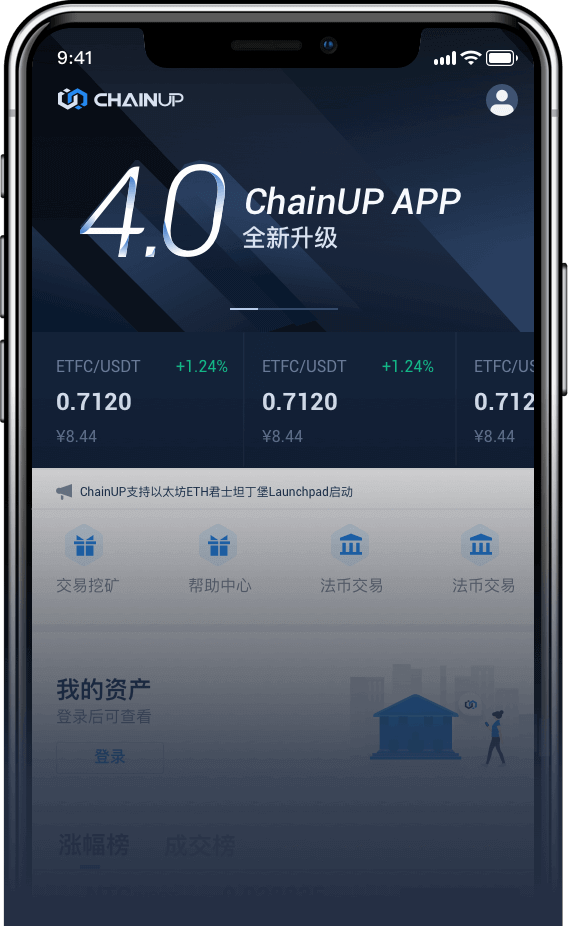 9:41
CHAINUP
4.0
ChainUP APP
全新升级
ETFC/USDT +1.24% ETFC/USDT +1.24% ETFC/US
0.7120 0.7120 0.712
¥8.44 ¥8.44 ¥8.44
ChainUP支持以太坊ETH君士坦丁堡Launchpad启动
交易挖矿 帮助中心 法币交易 法币交易
我的资产
登录后可查看
登录
涨幅榜 成交榜